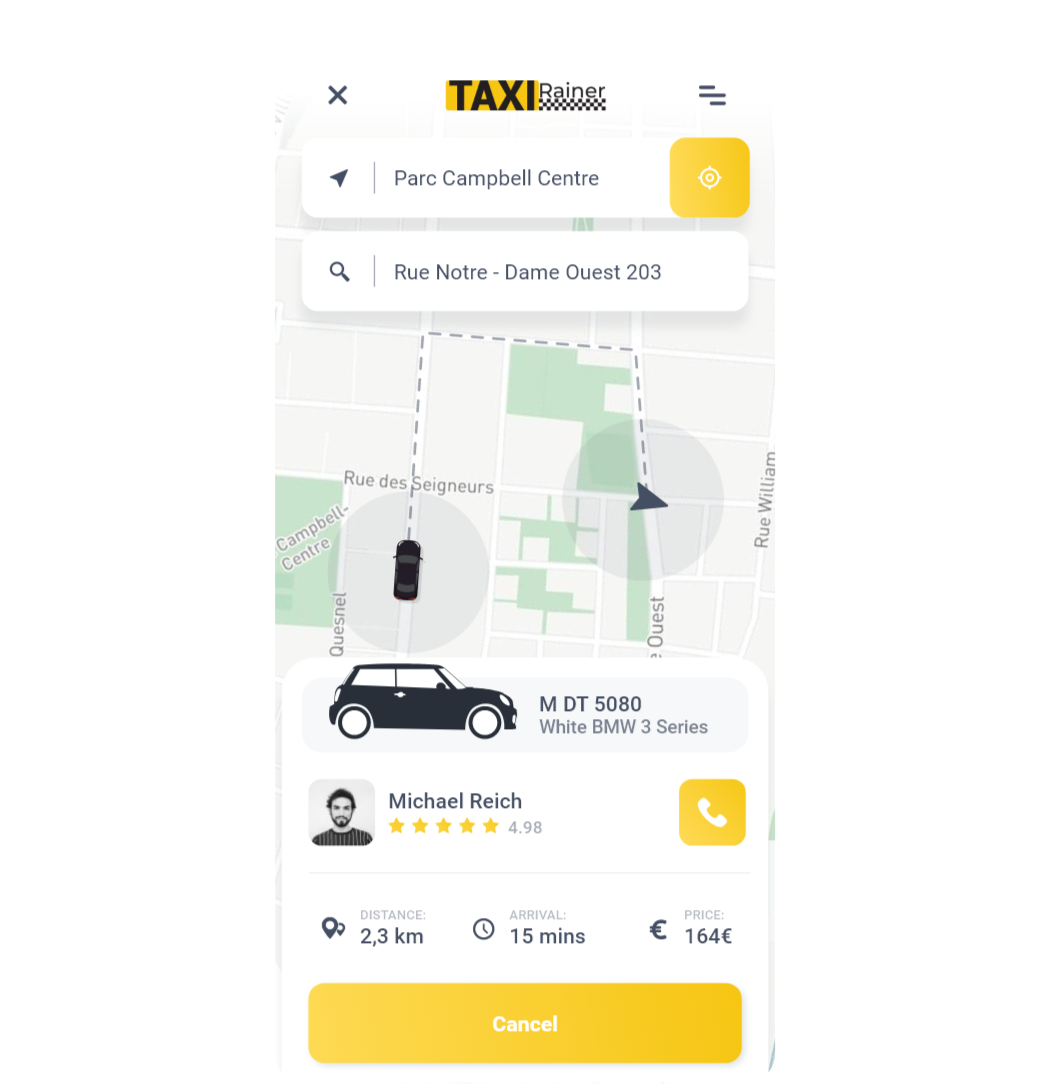 TAXI Rainer
Parc Campbell Centre
Rue Notre - Dame Ouest 203
Rue des Seigneurs
Campbell-
Centre
Rue William
Quesnel
e Ouest
M DT 5080
White BMW 3 Series
Michael Reich
4.98
DISTANCE:
2,3 km
ARRIVAL:
15 mins
€
PRICE:
164€
Cancel